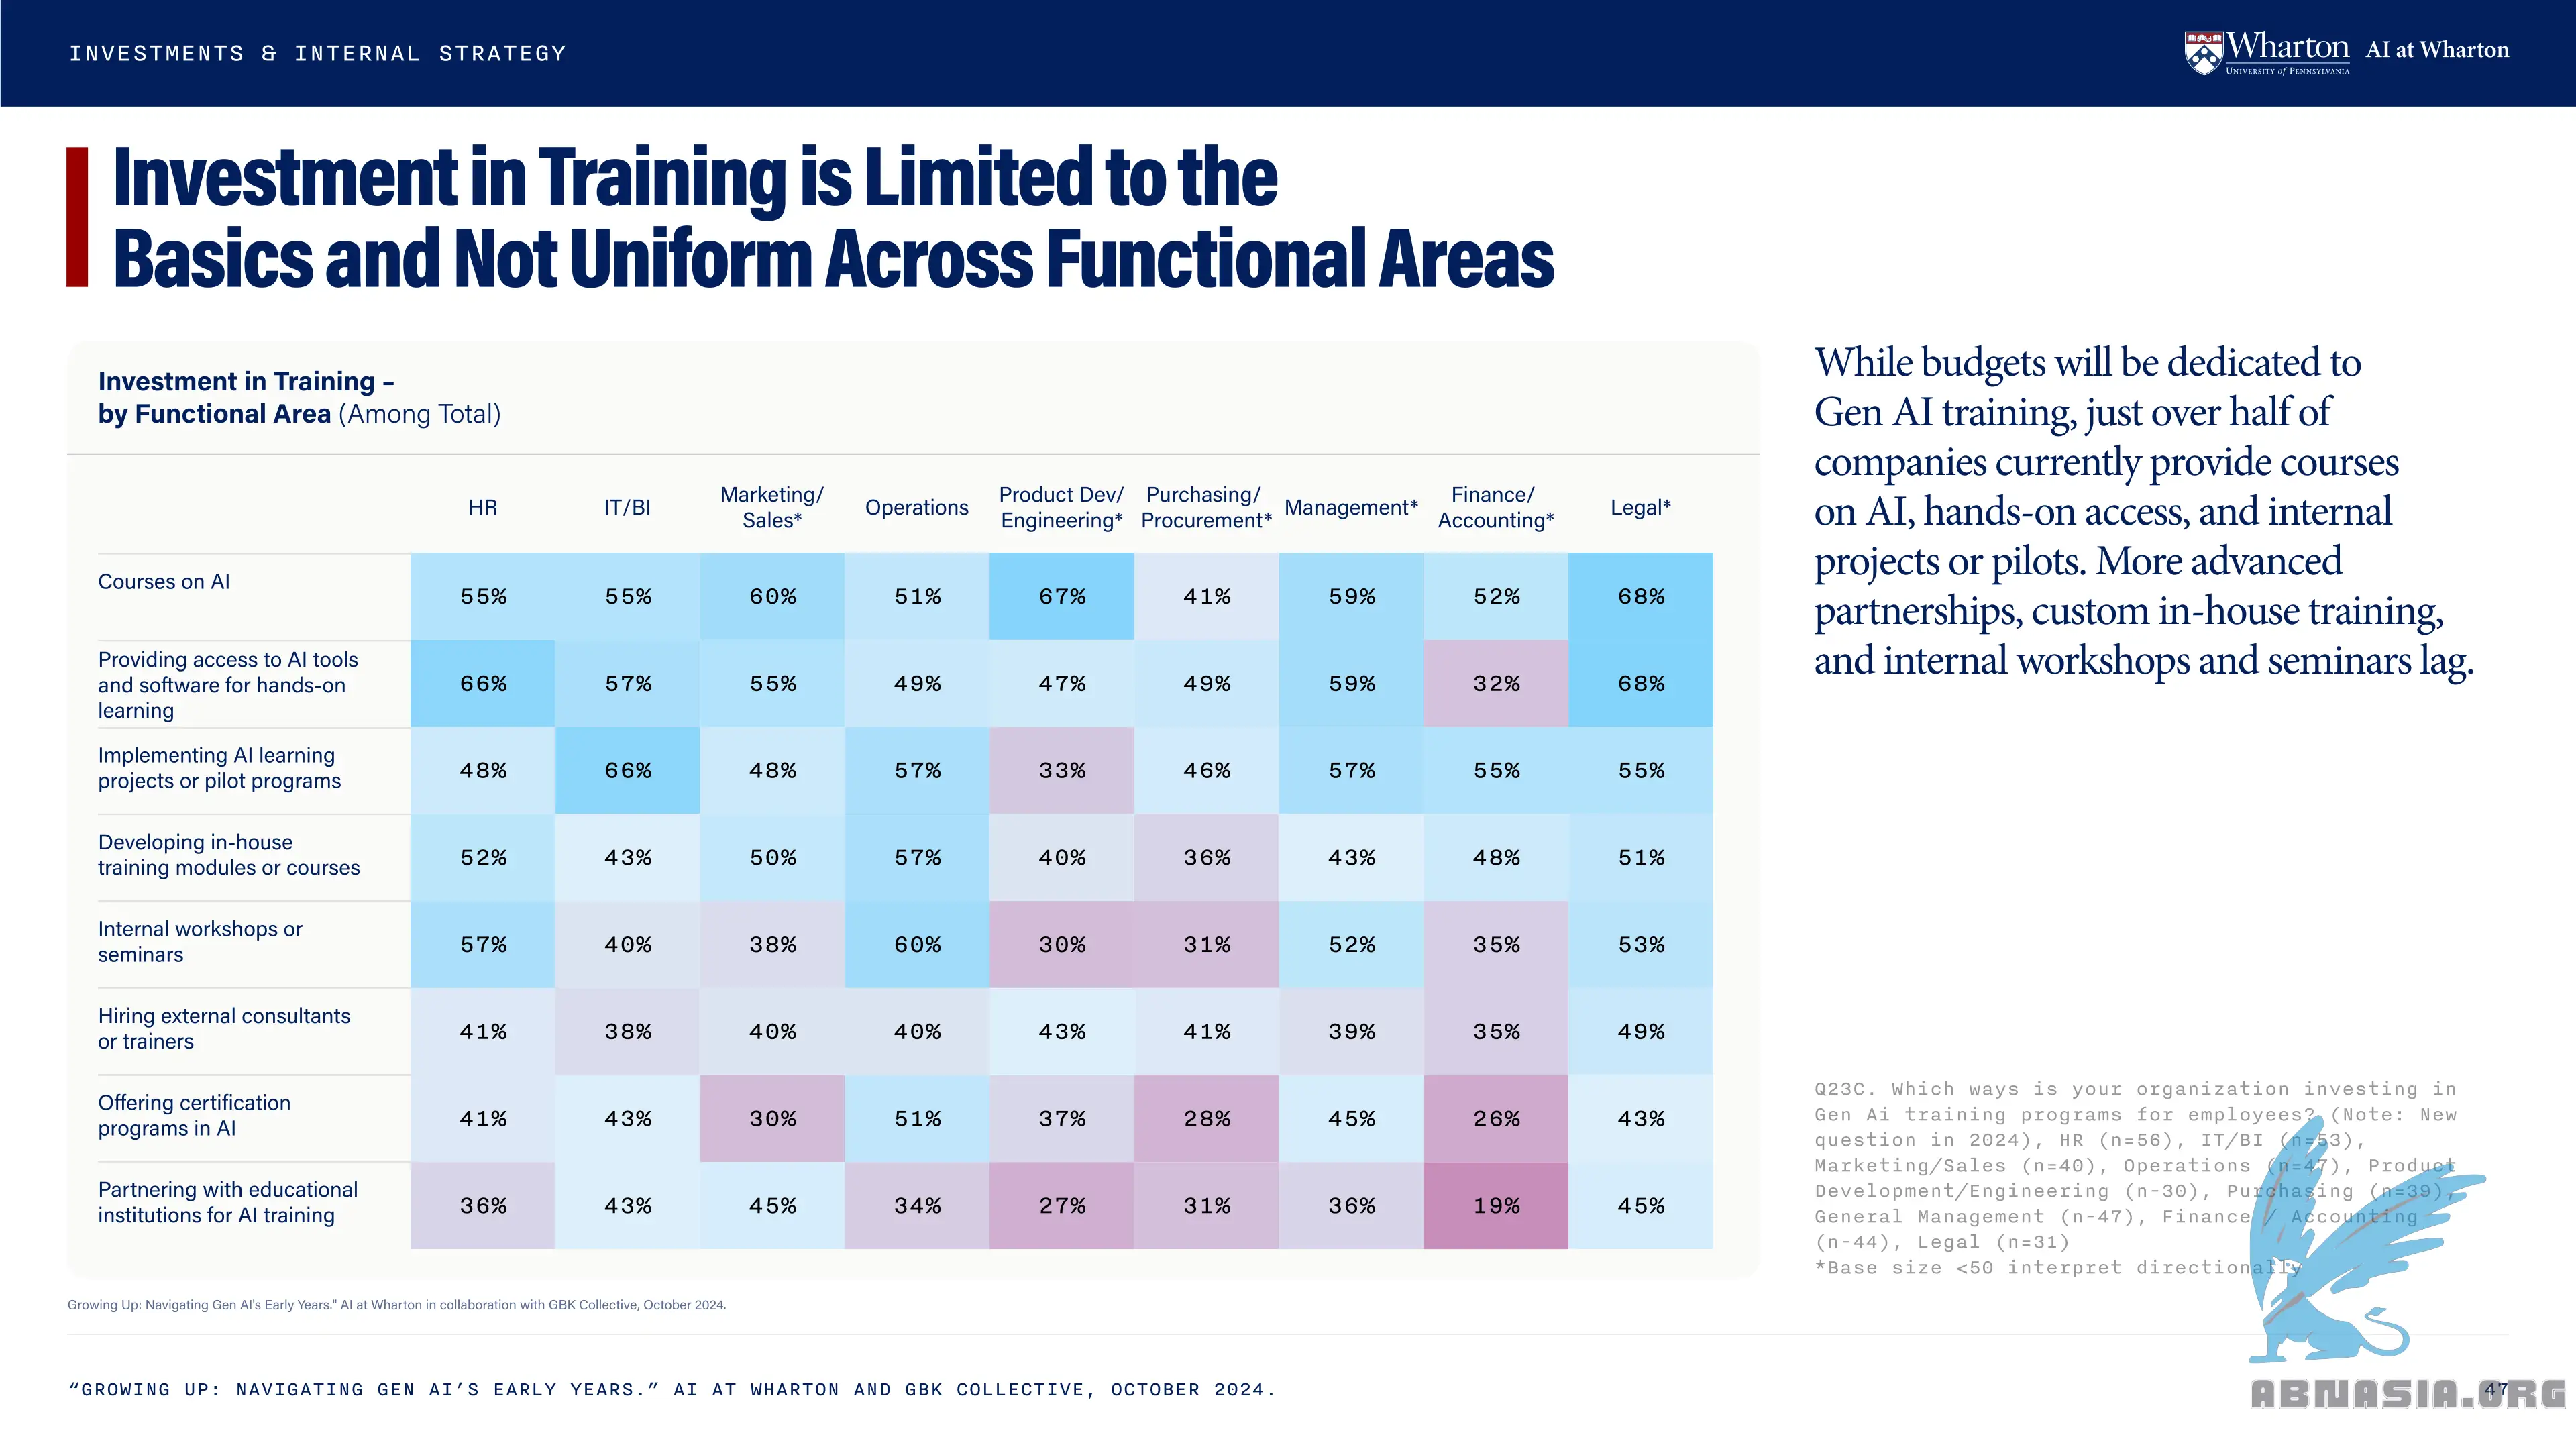 INVESTMENTS & INTERNAL STRATEGY
Wharton
UNIVERSITY of PENNSYLVANIA
AI at Wharton
Investment in Training is Limited to the
Basics and Not Uniform Across Functional Areas
Investment in Training –
by Functional Area (Among Total)
HR IT/BI Marketing/ Sales* Operations Product Dev/ Engineering* Purchasing/ Procurement* Management* Finance/ Accounting* Legal*
Courses on AI
55% 55% 60% 51% 67% 41% 59% 52% 68%
Providing access to AI tools
and software for hands-on
learning
66% 57% 55% 49% 47% 49% 59% 32% 68%
Implementing AI learning
projects or pilot programs
48% 66% 48% 57% 33% 46% 57% 55% 55%
Developing in-house
training modules or courses
52% 43% 50% 57% 40% 36% 43% 48% 51%
Internal workshops or
seminars
57% 40% 38% 60% 30% 31% 52% 35% 53%
Hiring external consultants
or trainers
41% 38% 40% 40% 43% 41% 39% 35% 49%
Offering certification
programs in AI
41% 43% 30% 51% 37% 28% 45% 26% 43%
Partnering with educational
institutions for AI training
36% 43% 45% 34% 27% 31% 36% 19% 45%
While budgets will be dedicated to
Gen AI training, just over half of
companies currently provide courses
on AI, hands-on access, and internal
projects or pilots. More advanced
partnerships, custom in-house training,
and internal workshops and seminars lag.
Q23C. Which ways is your organization investing in
Gen Ai training programs for employees? (Note: New
question in 2024), HR (n=56), IT/BI (n=53),
Marketing/Sales (n=40), Operations (n=47), Product
Development/Engineering (n-30), Purchasing (n=39),
General Management (n-47), Finance / Accounting
(n-44), Legal (n=31)
*Base size <50 interpret directionally
Growing Up: Navigating Gen AI's Early Years." AI at Wharton in collaboration with GBK Collective, October 2024.
“GROWING UP: NAVIGATING GEN AI’S EARLY YEARS.” AI AT WHARTON AND GBK COLLECTIVE, OCTOBER 2024.
47
ABNASIA.ORG